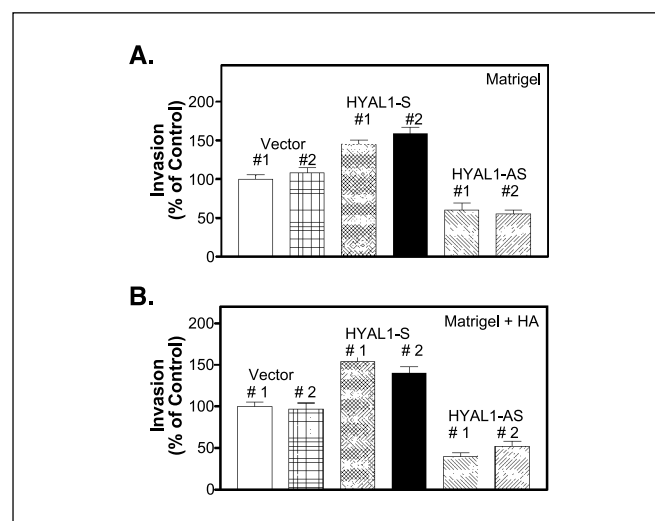 A.
Matrigel
HYAL1-S
#1 #2
Vector
#1 #2
HYAL1-AS
#1 #2
Invasion
(% of Control)
200
150
100
50
0
B.
Matrigel + HA
HYAL1-S
# 1 # 2
Vector
# 1 # 2
HYAL1-AS
# 1 # 2
Invasion
(% of Control)
200
150
100
50
0